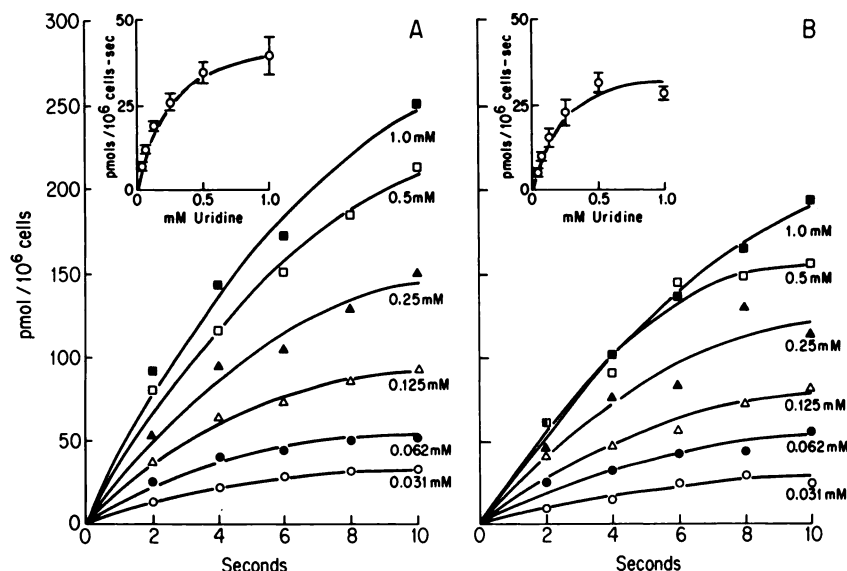 A
pmols/10⁶ cells-sec
50
25
0
0 0.5 1.0
mM Uridine
300
250
200
150
100
50
0
pmol/10⁶ cells
1.0 mM
0.5 mM
0.25 mM
0.125 mM
0.062 mM
0.031 mM
0 2 4 6 8 10
Seconds
B
pmols/10⁶ cells-sec
50
25
0
0 0.5 1.0
mM Uridine
1.0 mM
0.5 mM
0.25 mM
0.125 mM
0.062 mM
0.031 mM
0 2 4 6 8 10
Seconds